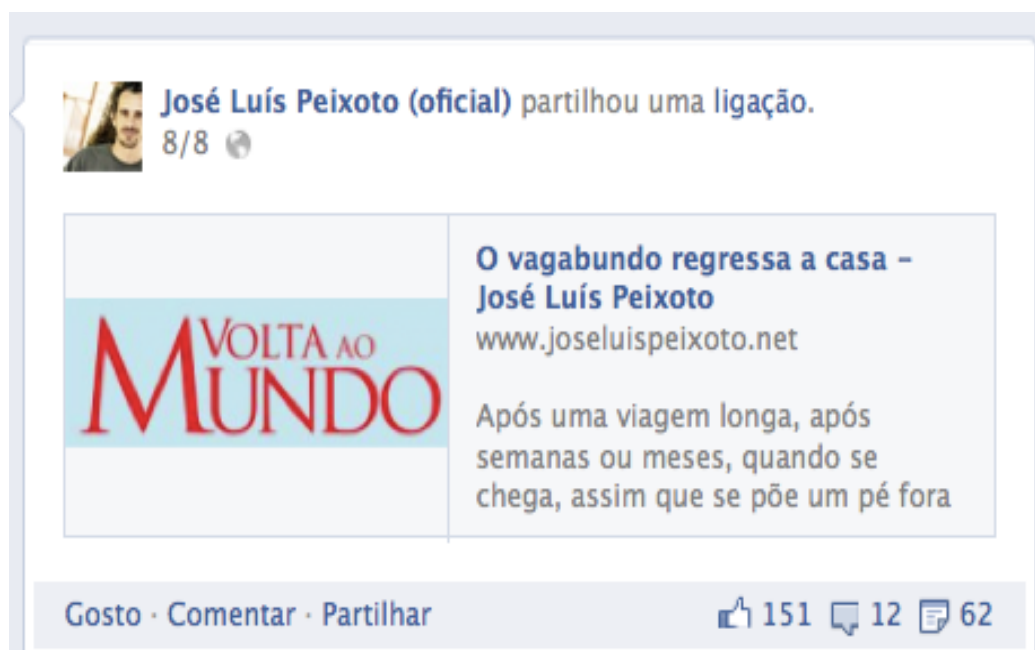 José Luís Peixoto (oficial) partilhou uma ligação.
8/8
VOLTA AO
MUNDO
O vagabundo regressa a casa –
José Luís Peixoto
www.joseluispeixoto.net
Após uma viagem longa, após
semanas ou meses, quando se
chega, assim que se põe um pé fora
Gosto · Comentar · Partilhar 151 12 62